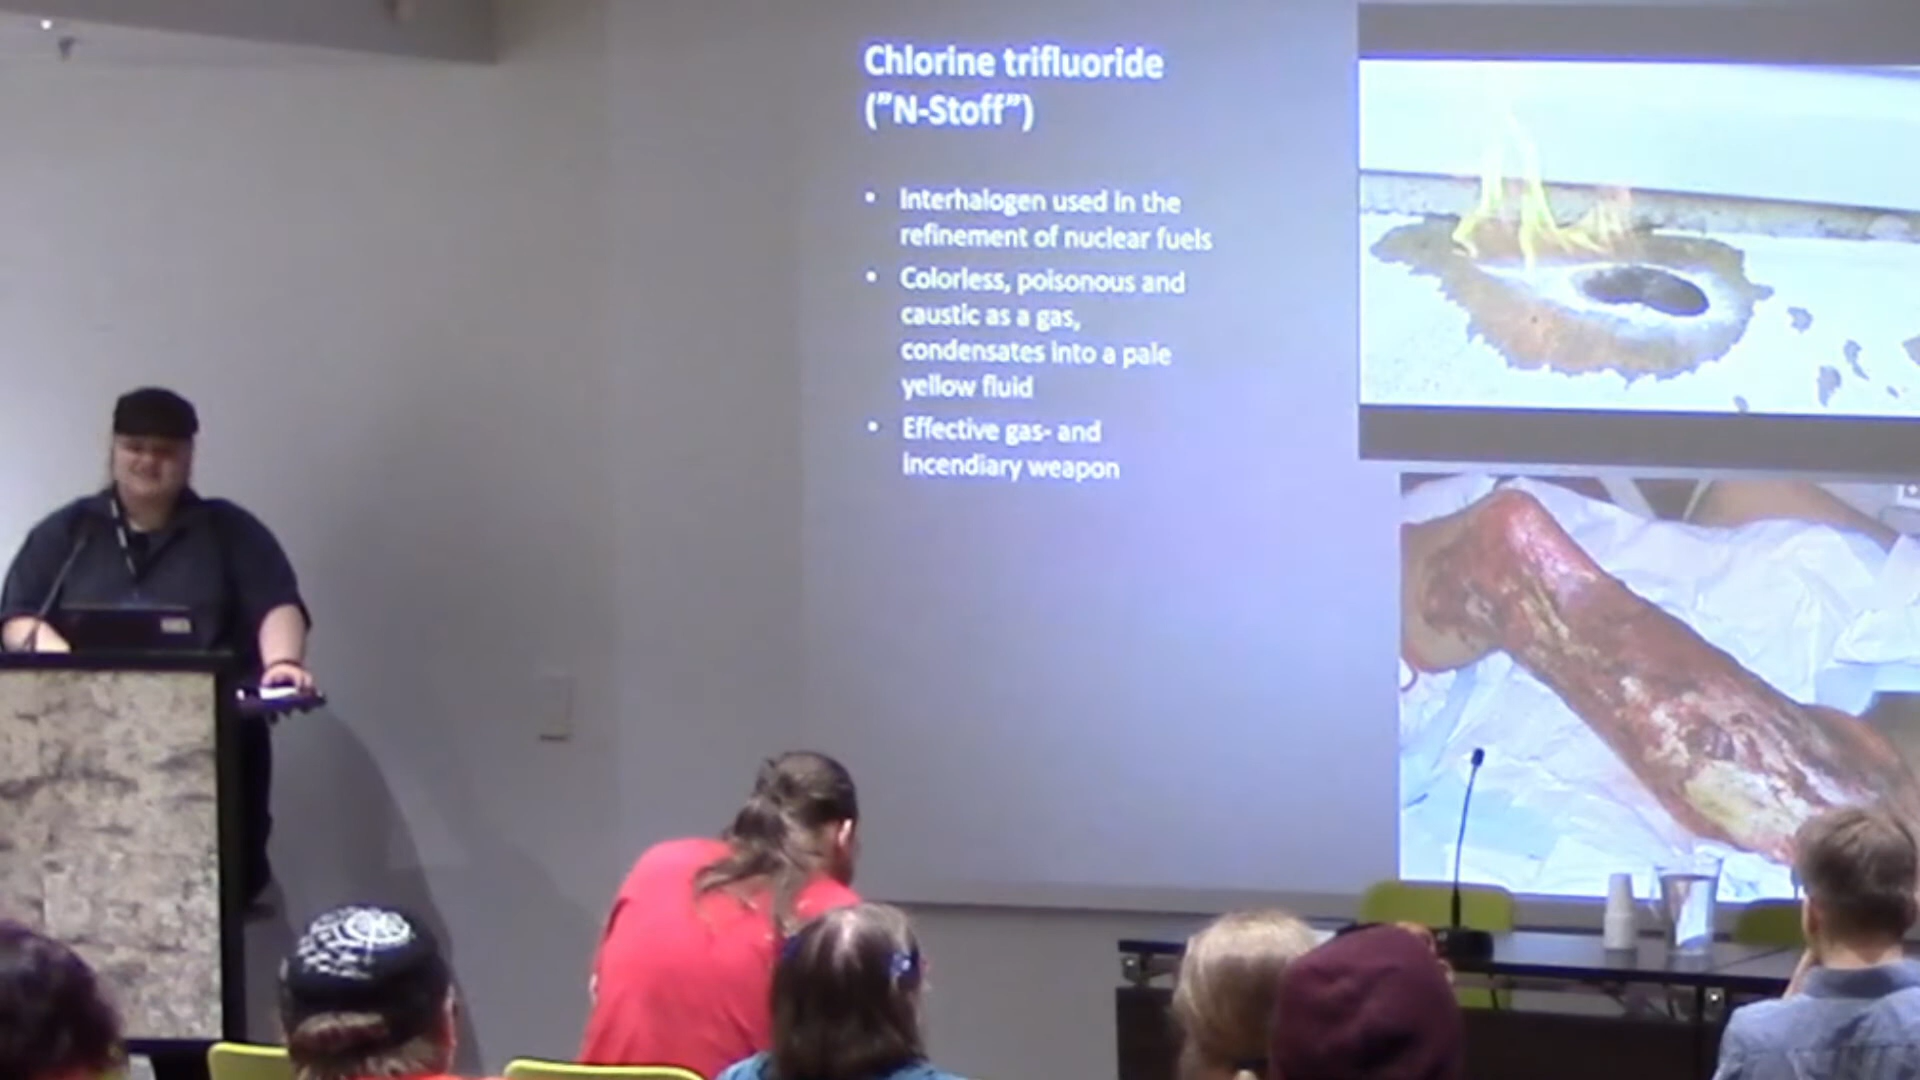 Chlorine trifluoride
("N-Stoff")
• Interhalogen used in the
refinement of nuclear fuels
• Colorless, poisonous and
caustic as a gas,
condensates into a pale
yellow fluid
• Effective gas- and
incendiary weapon